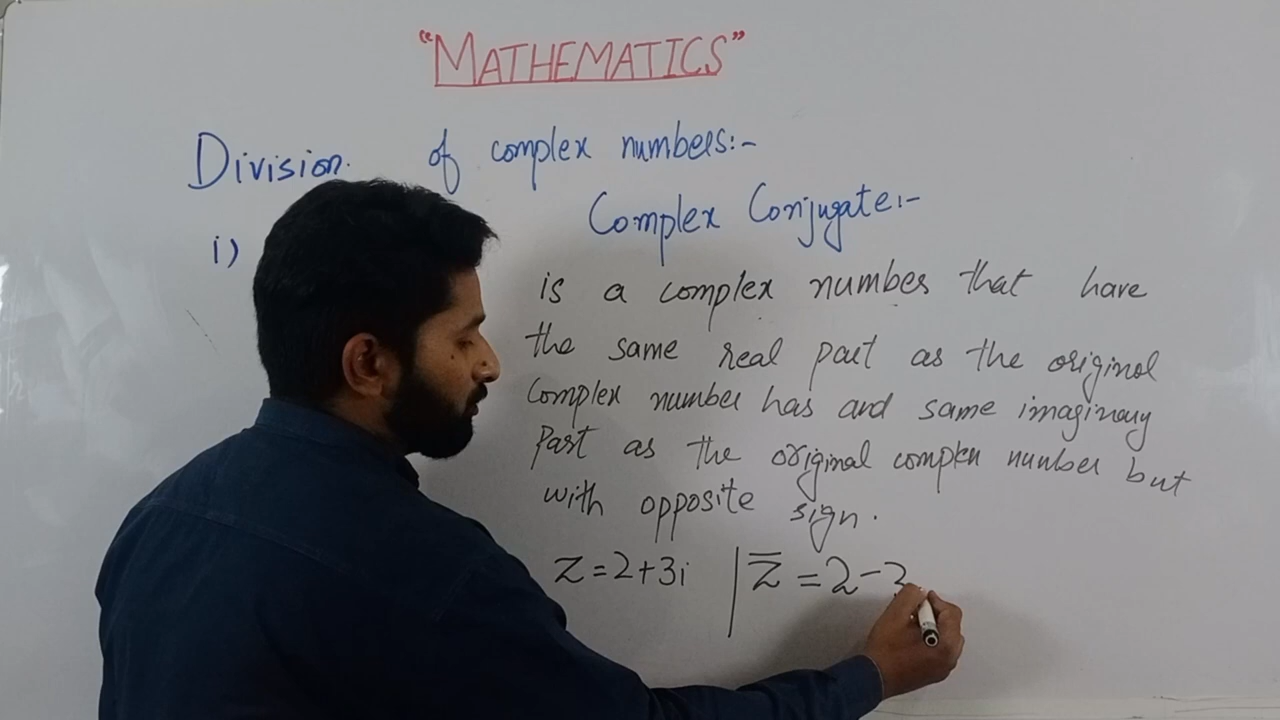 “MATHEMATICS”
Division. of complex numbers:-
Complex Conjugate:-
i)
is a complex number that have
the same real part as the original
Complex number has and same imaginary
Part as the original complex number but
with opposite sign.
Z=2+3i | z̿ = 2-3